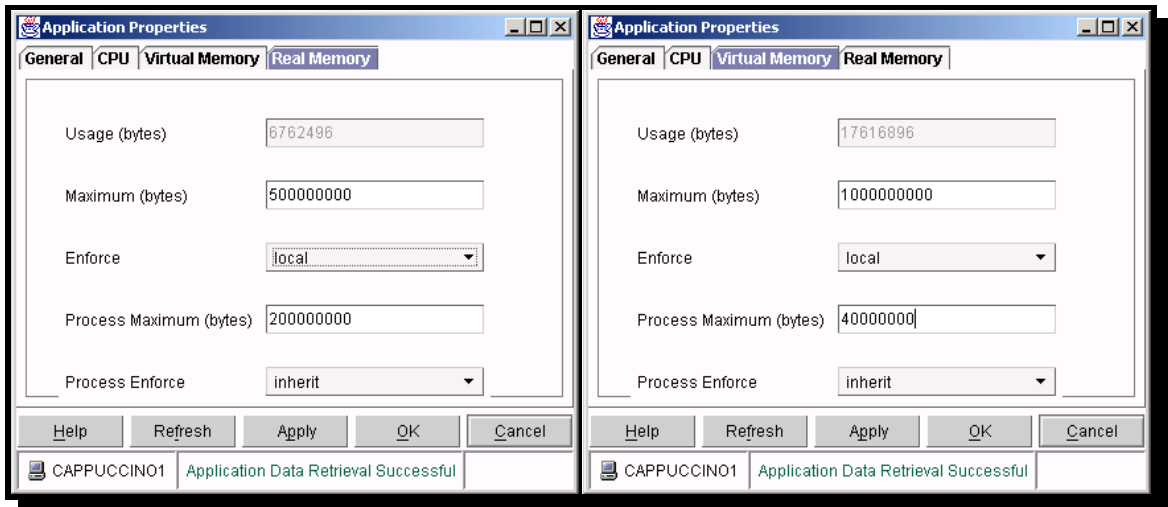 Application Properties
General CPU Virtual Memory Real Memory
Usage (bytes) 6762496
Maximum (bytes) 500000000
Enforce local
Process Maximum (bytes) 200000000
Process Enforce inherit
Help Refresh Apply OK Cancel
CAPPUCCINO1 Application Data Retrieval Successful
Application Properties
General CPU Virtual Memory Real Memory
Usage (bytes) 17616896
Maximum (bytes) 1000000000
Enforce local
Process Maximum (bytes) 40000000
Process Enforce inherit
Help Refresh Apply OK Cancel
CAPPUCCINO1 Application Data Retrieval Successful